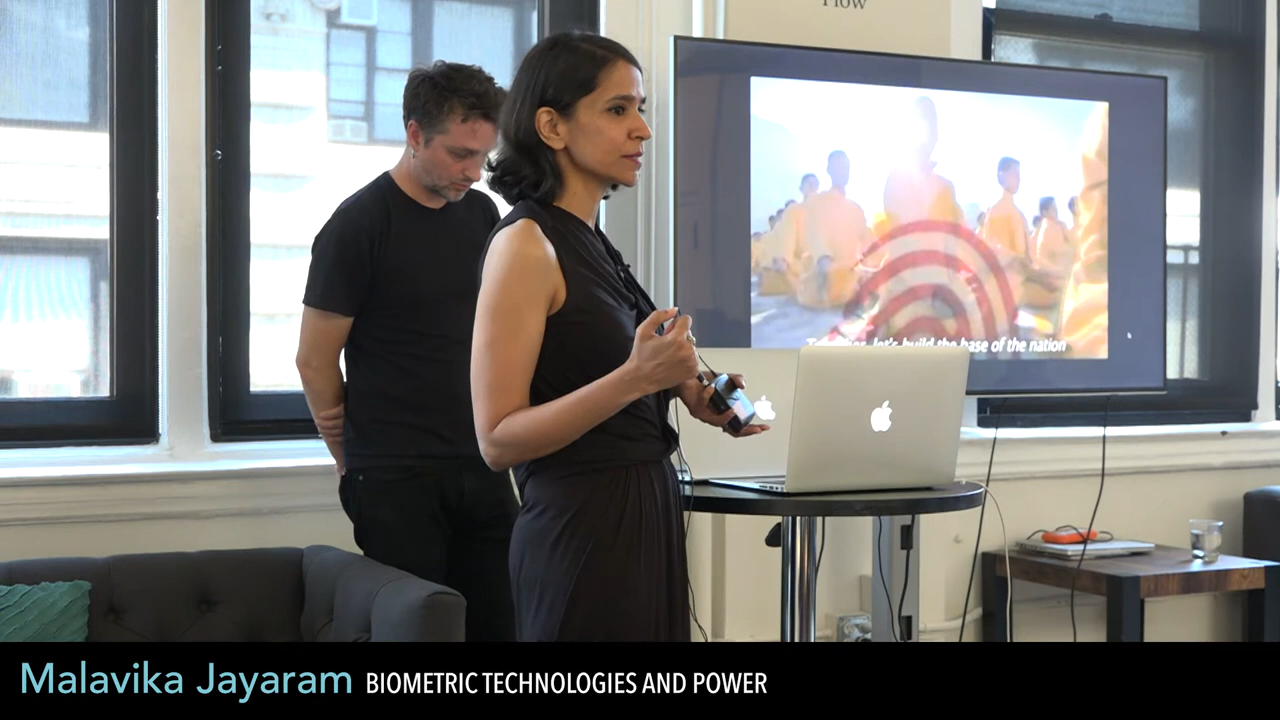 Flow
let's build the base of the nation
Malavika Jayaram BIOMETRIC TECHNOLOGIES AND POWER